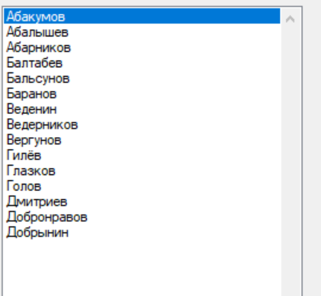 Абакумов
Абалышев
Абарников
Балтабев
Бальсунов
Баранов
Веденин
Ведерников
Вергунов
Гилёв
Глазков
Голов
Дмитриев
Добронравов
Добрынин